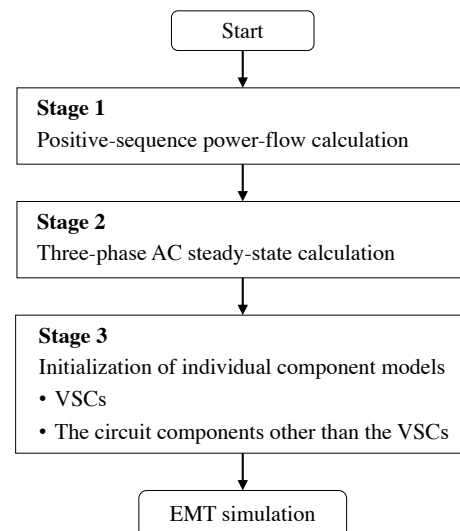 Start
Stage 1
Positive-sequence power-flow calculation
Stage 2
Three-phase AC steady-state calculation
Stage 3
Initialization of individual component models
• VSCs
• The circuit components other than the VSCs
EMT simulation